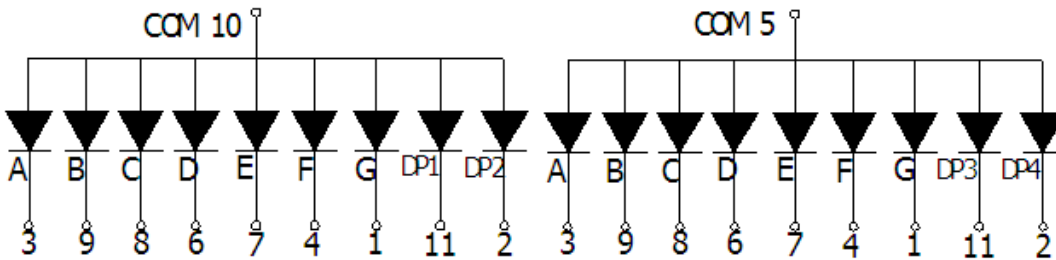 COM 10 COM 5
A B C D E F G DP1 DP2 A B C D E F G DP3 DP4
3 9 8 6 7 4 1 11 2 3 9 8 6 7 4 1 11 2